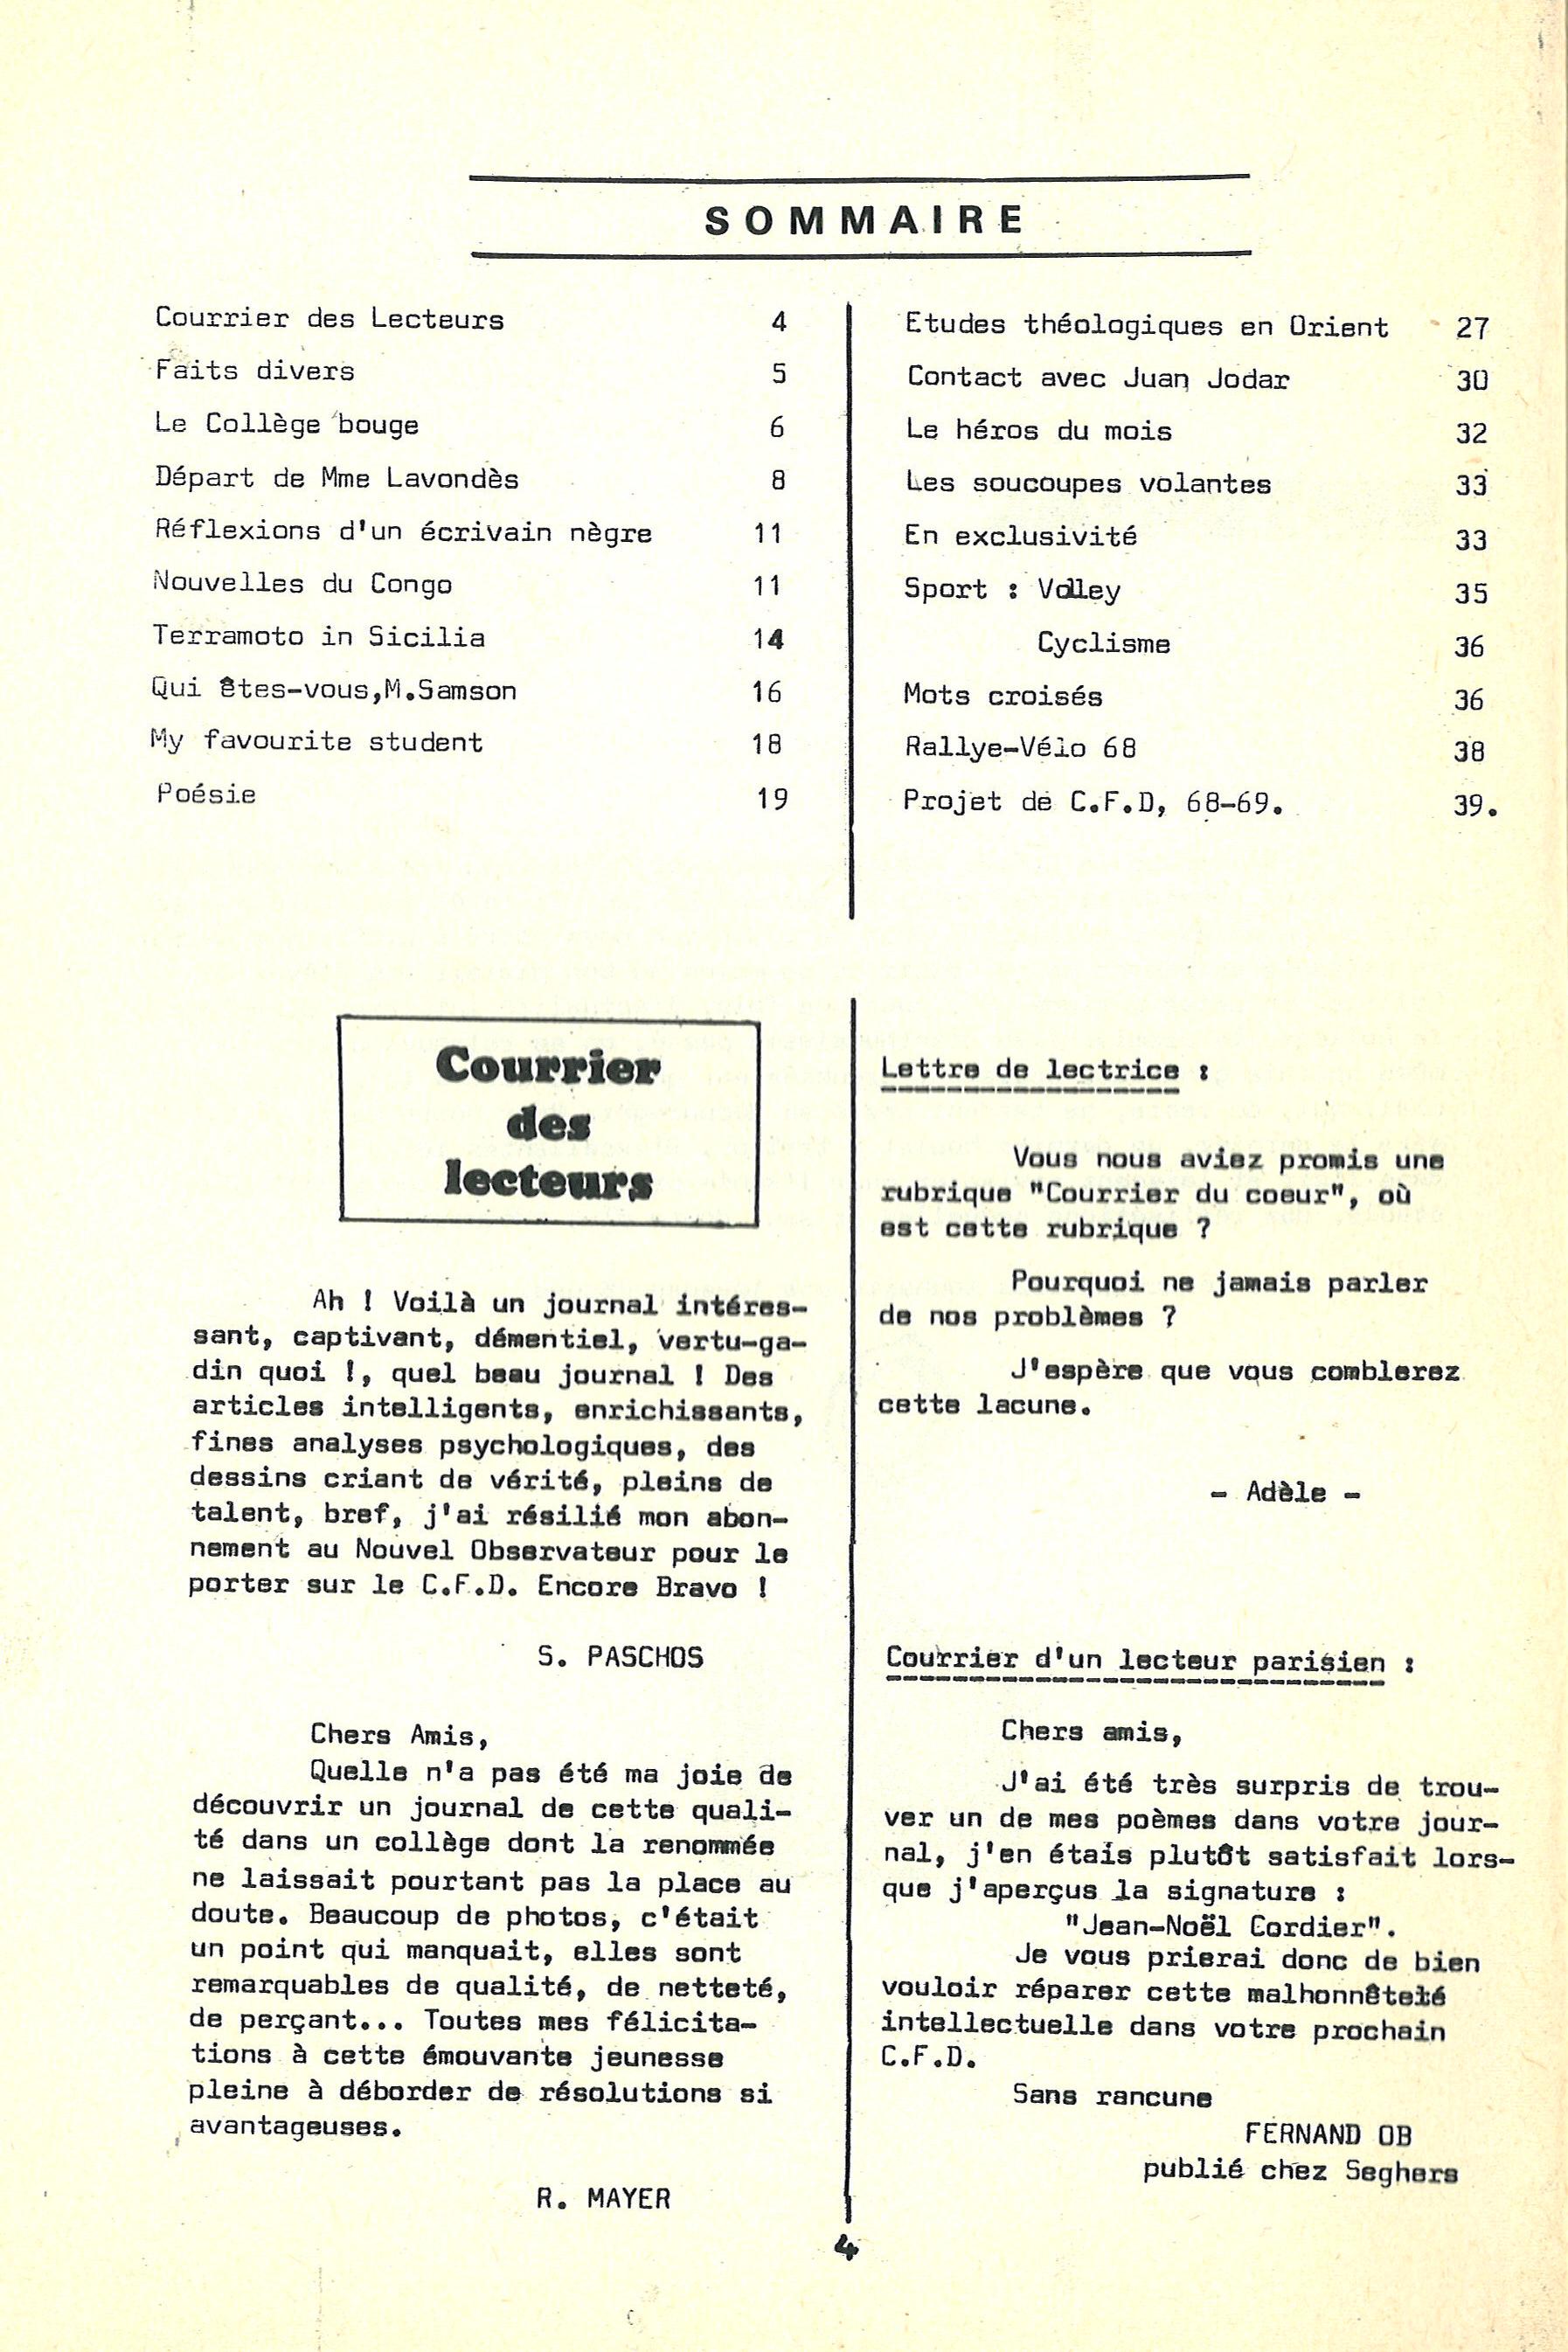 SOMMAIRE
Courrier des Lecteurs 4
Faits divers 5
Le Collège bouge 6
Départ de Mme Lavondès 8
Réflexions d'un écrivain nègre 11
Nouvelles du Congo 11
Terramoto in Sicilia 14
Qui êtes-vous,M.Samson 16
My favourite student 18
Poésie 19
Etudes théologiques en Orient 27
Contact avec Juan Jodar 30
Le héros du mois 32
Les soucoupes volantes 33
En exclusivité 33
Sport : Volley 35
Cyclisme 36
Mots croisés 36
Rallye-Vélo 68 38
Projet de C.F.D, 68-69. 39.
Courrier
des
lecteurs
Ah ! Voilà un journal intéres-
sant, captivant, démentiel, vertu-ga-
din quoi !, quel beau journal ! Des
articles intelligents, enrichissants,
fines analyses psychologiques, des
dessins criant de vérité, pleins de
talent, bref, j'ai résilié mon abon-
nement au Nouvel Observateur pour le
porter sur le C.F.D. Encore Bravo !
S. PASCHOS
Chers Amis,
Quelle n'a pas été ma joie de
découvrir un journal de cette quali-
té dans un collège dont la renommée
ne laissait pourtant pas la place au
doute. Beaucoup de photos, c'était
un point qui manquait, elles sont
remarquables de qualité, de netteté,
de perçant... Toutes mes félicita-
tions à cette émouvante jeunesse
pleine à déborder de résolutions si
avantageuses.
R. MAYER
Lettre de lectrice :
Vous nous aviez promis une
rubrique "Courrier du coeur", où
est cette rubrique ?
Pourquoi ne jamais parler
de nos problèmes ?
J'espère que vous comblerez
cette lacune.
- Adèle -
Courrier d'un lecteur parisien :
Chers amis,
J'ai été très surpris de trou-
ver un de mes poèmes dans votre jour-
nal, j'en étais plutôt satisfait lors-
que j'aperçus la signature :
"Jean-Noël Cordier".
Je vous prierai donc de bien
vouloir réparer cette malhonnêteté
intellectuelle dans votre prochain
C.F.D.
Sans rancune
FERNAND OB
publié chez Seghers
4